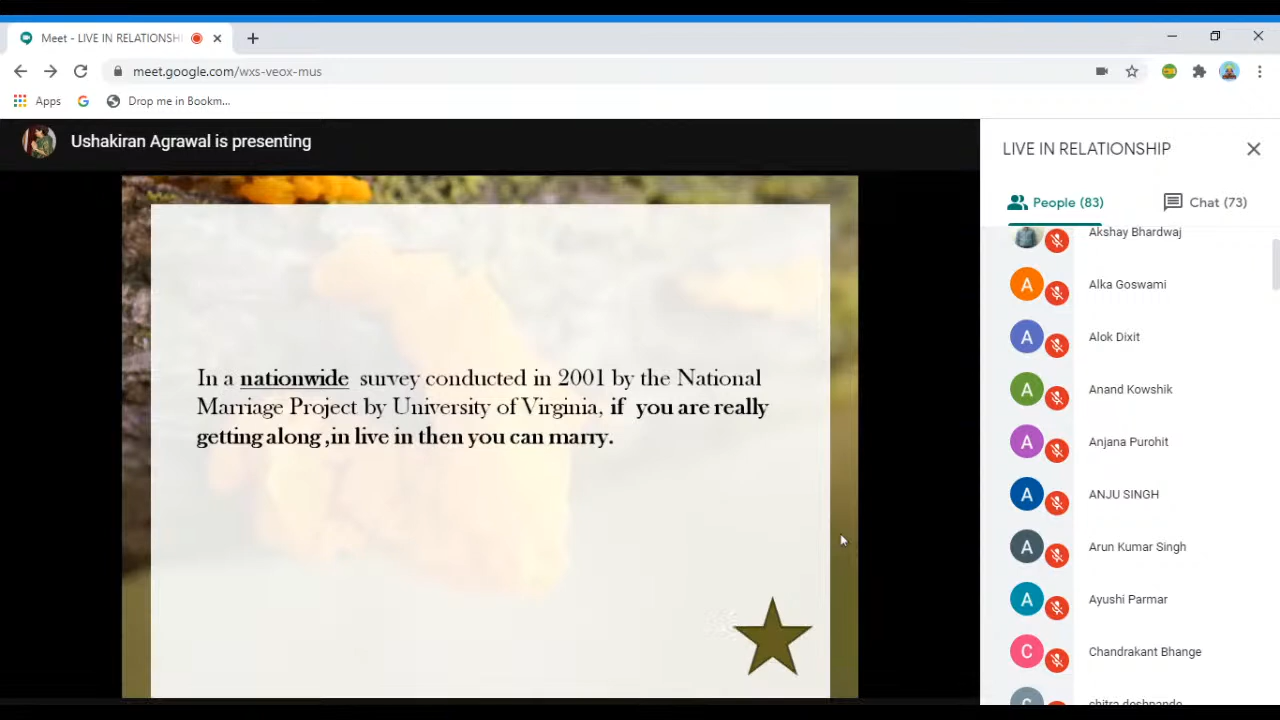 Meet - LIVE IN RELATIONSH
meet.google.com/wxs-veox-mus
Apps
Drop me in Bookm...
Ushakiran Agrawal is presenting
In a nationwide survey conducted in 2001 by the National
Marriage Project by University of Virginia, if you are really
getting along ,in live in then you can marry.
LIVE IN RELATIONSHIP
People (83)
Chat (73)
Akshay Bhardwaj
A Alka Goswami
A Alok Dixit
A Anand Kowshik
A Anjana Purohit
A ANJU SINGH
A Arun Kumar Singh
A Ayushi Parmar
C Chandrakant Bhange
chitra deshpande